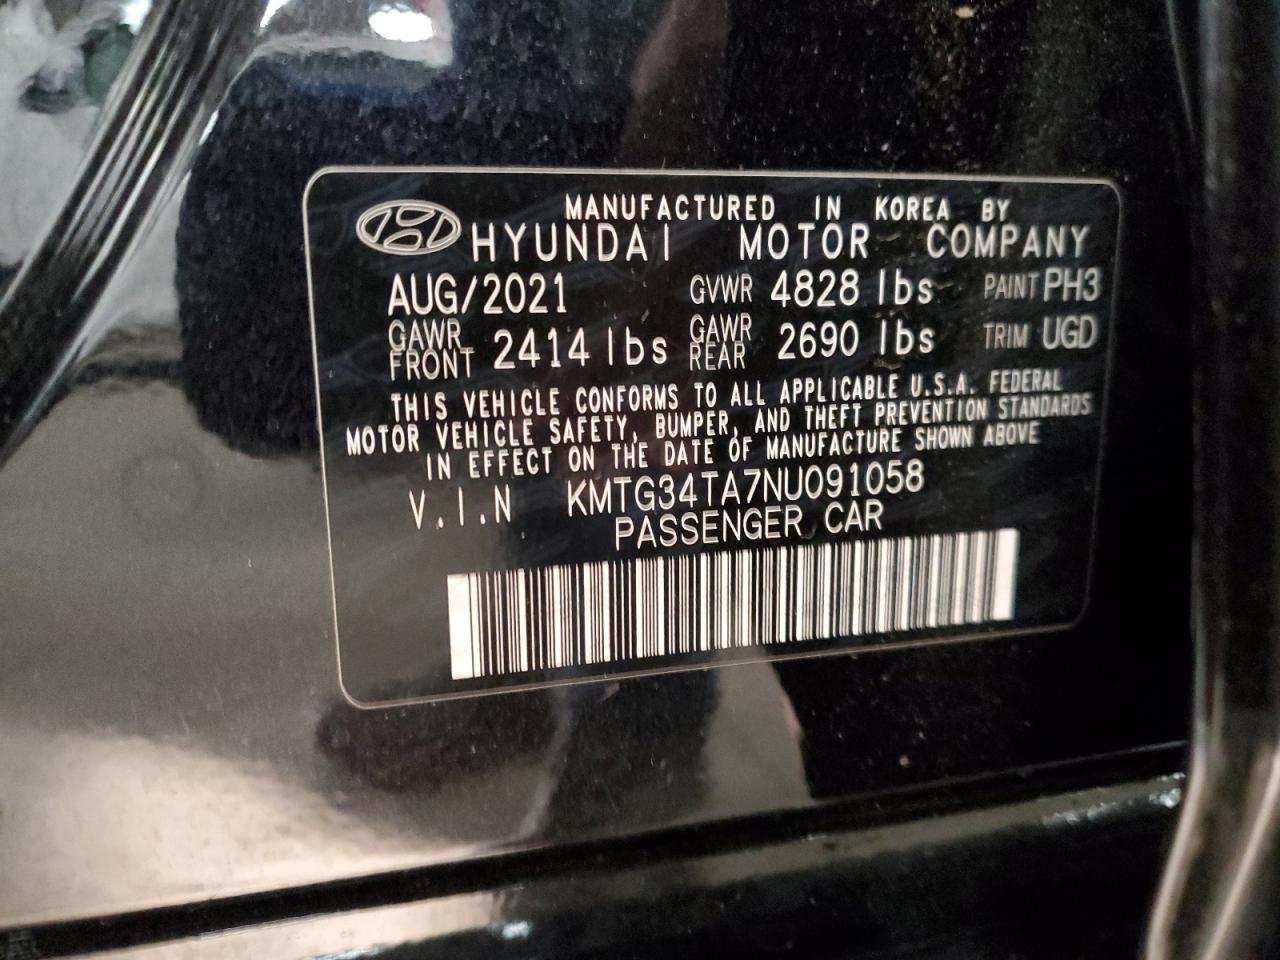 MANUFACTURED IN KOREA BY
HYUNDAI MOTOR COMPANY
AUG/2021 GVWR 4828 lbs PAINT PH3
GAWR FRONT 2414 lbs GAWR REAR 2690 lbs TRIM UGD
THIS VEHICLE CONFORMS TO ALL APPLICABLE U.S.A. FEDERAL
MOTOR VEHICLE SAFETY, BUMPER, AND THEFT PREVENTION STANDARDS
IN EFFECT ON THE DATE OF MANUFACTURE SHOWN ABOVE
V.I.N KMTG34TA7NU091058
PASSENGER CAR